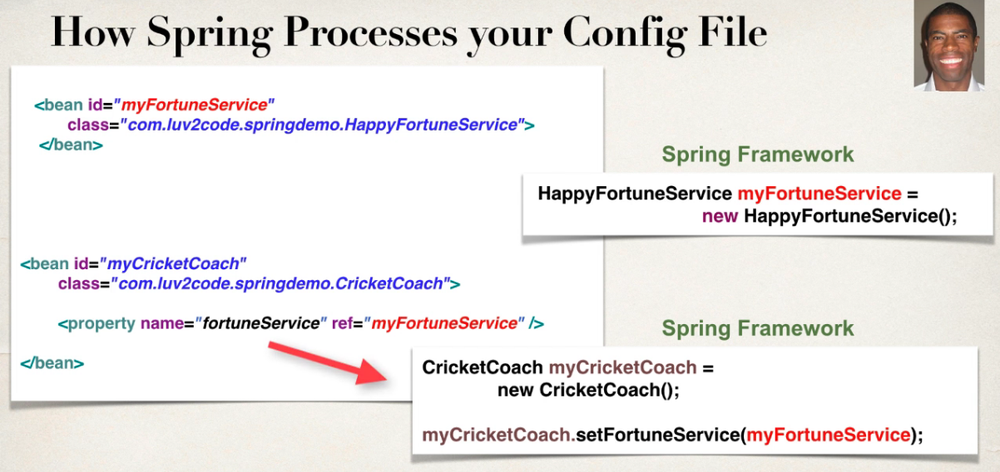 How Spring Processes your Config File
<bean id="myFortuneService"
class="com.luv2code.springdemo.HappyFortuneService">
</bean>
Spring Framework
HappyFortuneService myFortuneService =
new HappyFortuneService();
<bean id="myCricketCoach"
class="com.luv2code.springdemo.CricketCoach">
<property name="fortuneService" ref="myFortuneService" />
</bean>
Spring Framework
CricketCoach myCricketCoach =
new CricketCoach();
myCricketCoach.setFortuneService(myFortuneService);